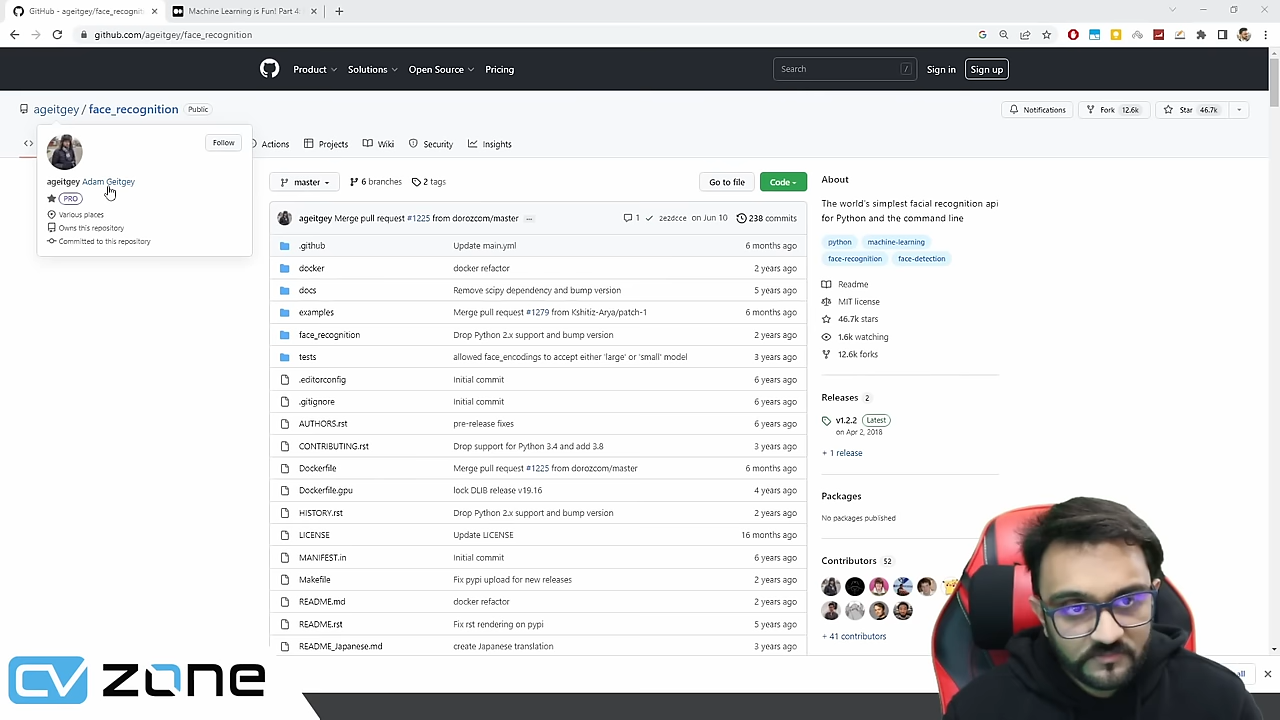 GitHub - ageitgey/face_recogniti
Machine Learning is Fun! Part 4:
github.com/ageitgey/face_recognition
Product
Solutions
Open Source
Pricing
Search
/
Sign in
Sign up
ageitgey / face_recognition
Public
Notifications
Fork 12.6k
Star 46.7k
Follow
ageitgey Adam Geitgey
PRO
Various places
Owns this repository
Committed to this repository
Actions
Projects
Wiki
Security
Insights
master
6 branches
2 tags
Go to file
Code
ageitgey Merge pull request #1225 from dorozcom/master ...
1
on Jun 10
238 commits
.github Update main.yml 6 months ago
docker docker refactor 2 years ago
docs Remove scipy dependency and bump version 5 years ago
examples Merge pull request #1279 from Kshitiz-Arya/patch-1 6 months ago
face_recognition Drop Python 2.x support and bump version 2 years ago
tests allowed face_encodings to accept either 'large' or 'small' model 3 years ago
.editorconfig Initial commit 6 years ago
.gitignore Initial commit 6 years ago
AUTHORS.rst pre-release fixes 6 years ago
CONTRIBUTING.rst Drop support for Python 3.4 and add 3.8 3 years ago
Dockerfile Merge pull request #1225 from dorozcom/master 6 months ago
Dockerfile.gpu lock DLIB release v19.16 4 years ago
HISTORY.rst Drop Python 2.x support and bump version 2 years ago
LICENSE Update LICENSE 16 months ago
MANIFEST.in Initial commit 6 years ago
Makefile Fix pypi upload for new releases 2 years ago
README.md docker refactor 2 years ago
README.rst Fix rst rendering on pypi 5 years ago
README_Japanese.md create Japanese translation 3 years ago
About
The world's simplest facial recognition api
for Python and the command line
python machine-learning
face-recognition face-detection
Readme
MIT license
46.7k stars
1.6k watching
12.6k forks
Releases 2
v1.2.2 Latest
on Apr 2, 2018
+ 1 release
Packages
No packages published
Contributors 52
+ 41 contributors
CV ZONE